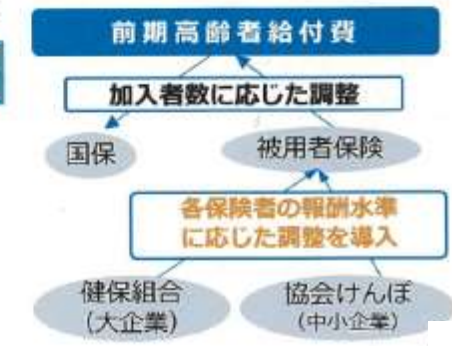 前期高齢者給付費
加入者数に応じた調整
国保
被用者保険
各保険者の報酬水準
に応じた調整を導入
健保組合
(大企業)
協会けんぽ
(中小企業)